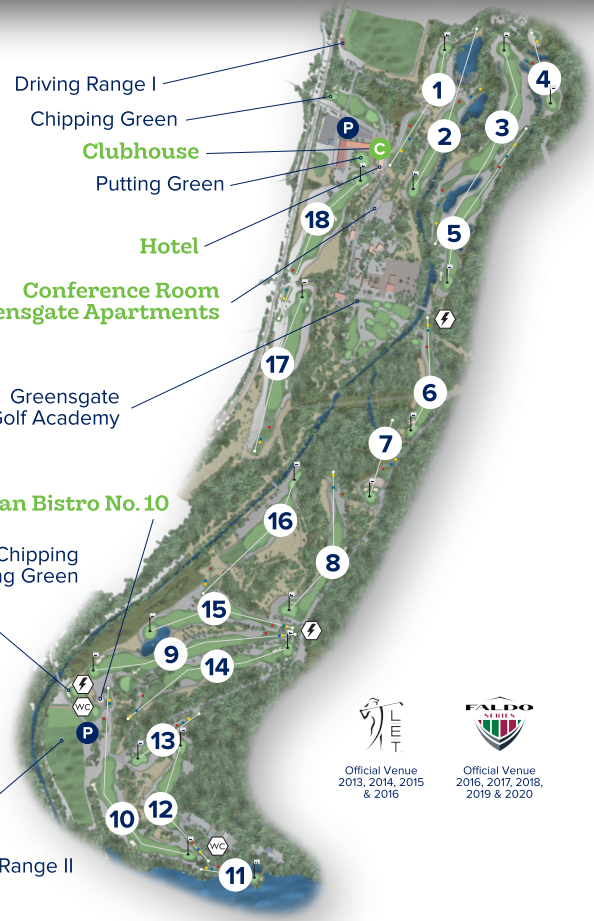 Driving Range I
Chipping Green
P
Clubhouse
C
Putting Green
Hotel
Conference Room
ensgate Apartments
Greensgate
Golf Academy
an Bistro No. 10
Chipping
ng Green
WC
P
Range II
1
2
3
4
5
6
7
8
9
10
11
12
13
14
15
16
17
18
WC
LET
Official Venue
2013, 2014, 2015
& 2016
FALDO
SERIES
Official Venue
2016, 2017, 2018,
2019 & 2020